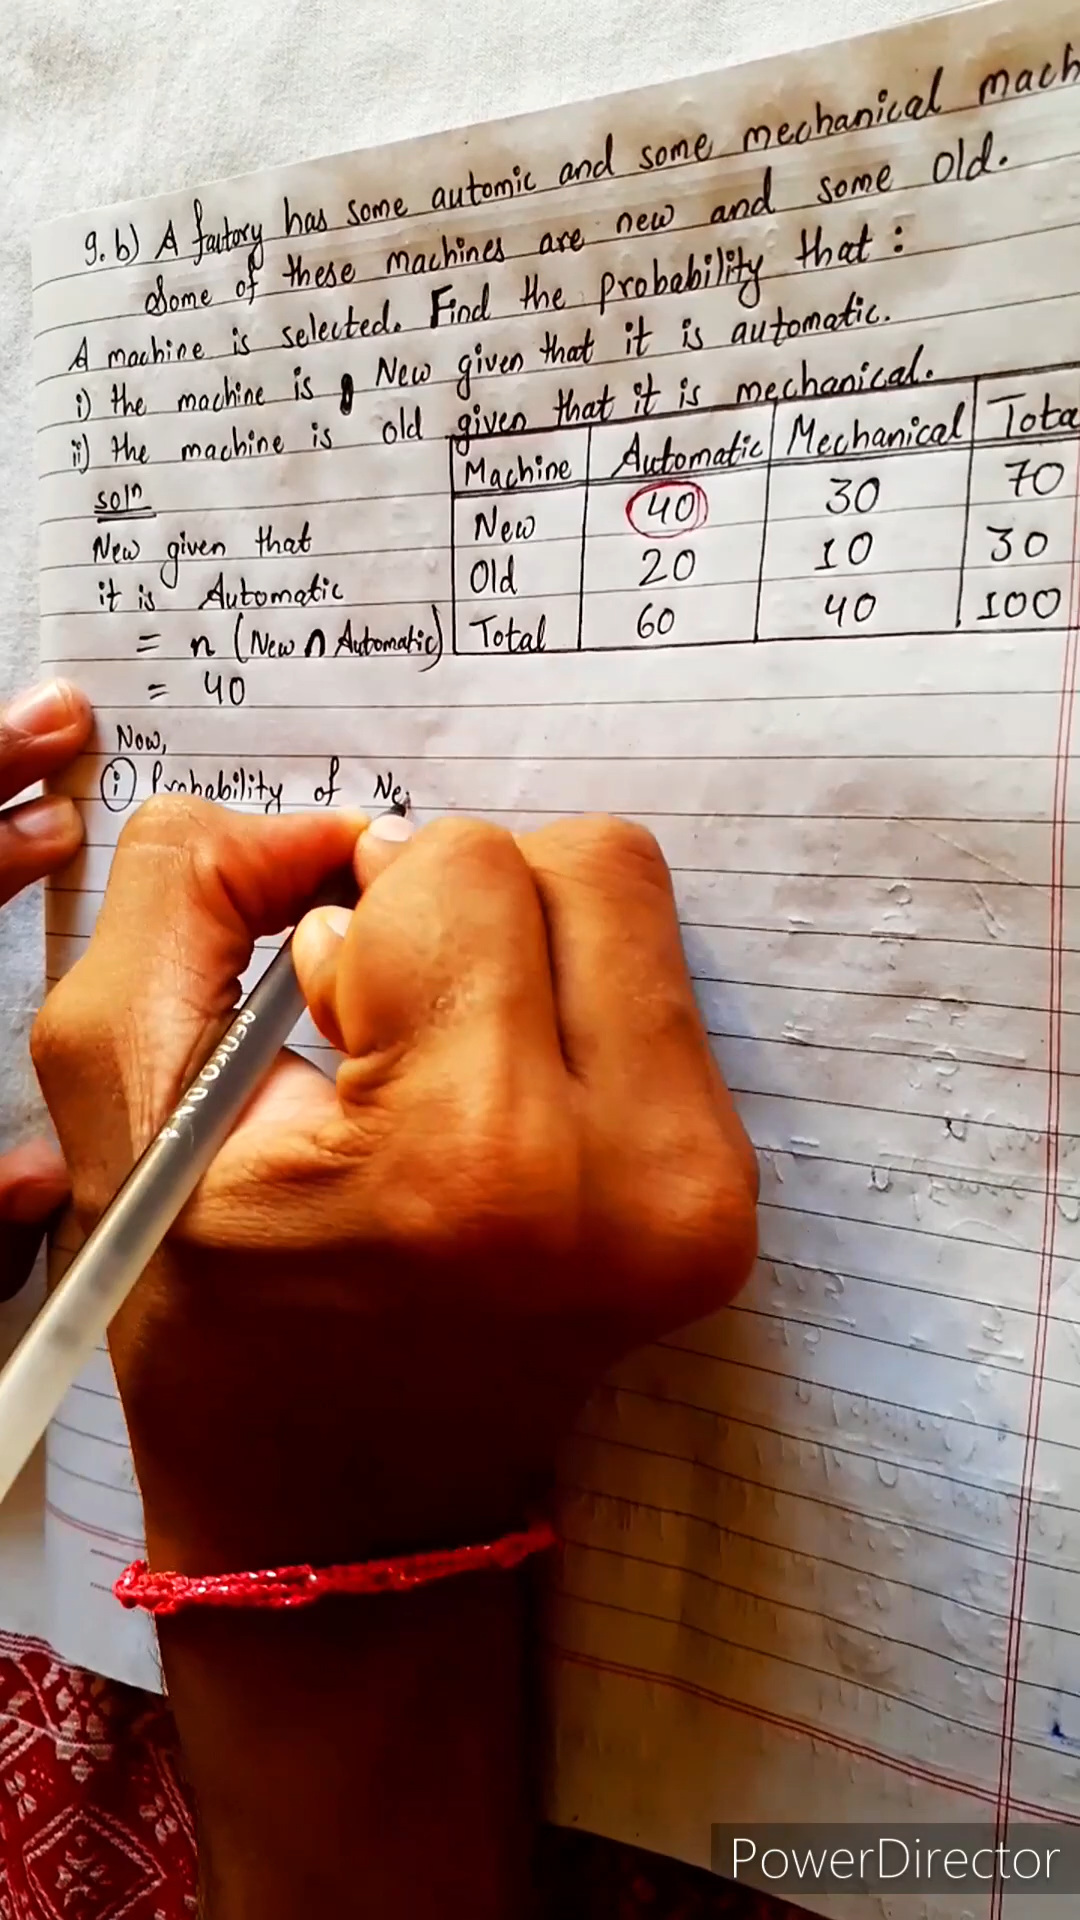 9. b) A factory has some automic and some mechanical mach
Some of these machines are new and some old.
A machine is selected. Find the probability that :
i) the machine is New given that it is automatic.
ii) the machine is old given that it is mechanical.
soln
New given that
it is Automatic
= n (New ∩ Automatic)
= 40
Machine Automatic Mechanical Tota
New 40 30 70
Old 20 10 30
Total 60 40 100
Now,
(i) Probability of Ne
PowerDirector